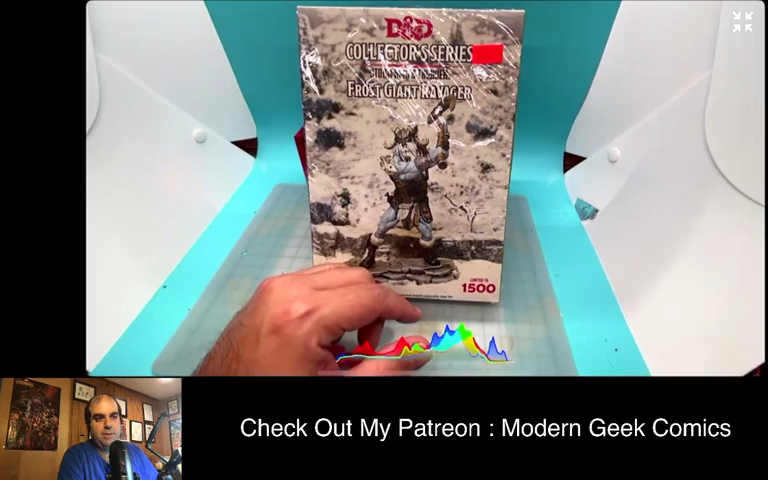 D&D
COLLECTOR'S SERIES
FROST GIANT RAVAGER
LIMITED TO
1500
Check Out My Patreon : Modern Geek Comics